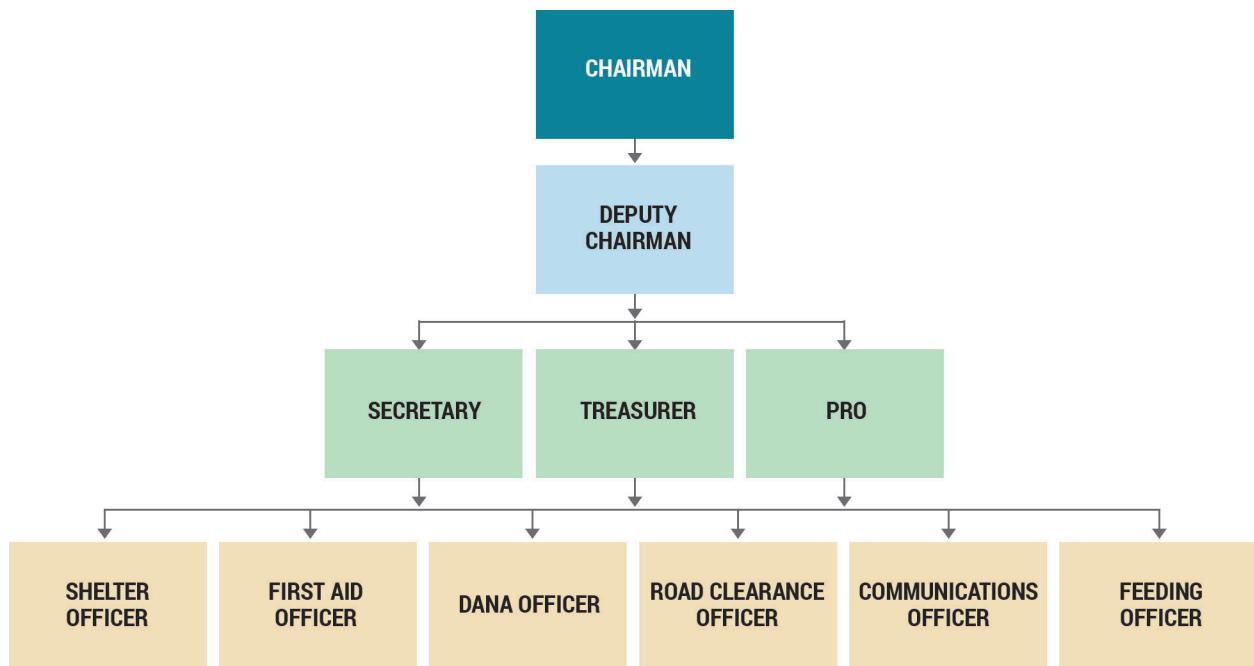 CHAIRMAN
DEPUTY
CHAIRMAN
SECRETARY
TREASURER
PRO
SHELTER
OFFICER
FIRST AID
OFFICER
DANA OFFICER
ROAD CLEARANCE
OFFICER
COMMUNICATIONS
OFFICER
FEEDING
OFFICER